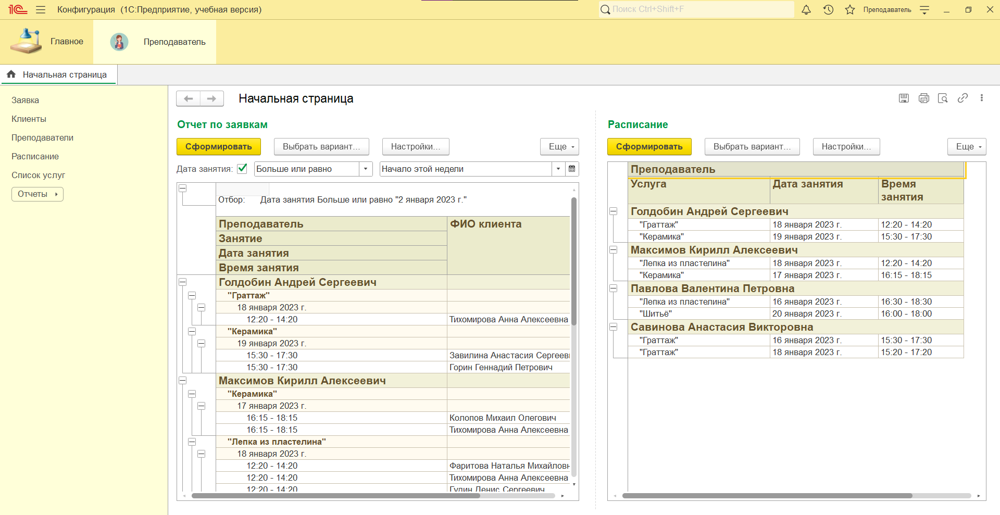 1С Конфигурация (1С:Предприятие, учебная версия) Поиск Ctrl+Shift+F Преподаватель
Главное Преподаватель
Начальная страница
Заявка
Клиенты
Преподаватели
Расписание
Список услуг
Отчеты
Начальная страница
Отчет по заявкам
Сформировать Выбрать вариант... Настройки... Еще
Дата занятия: Больше или равно Начало этой недели
Отбор: Дата занятия Больше или равно "2 января 2023 г."
Преподаватель ФИО клиента
Занятие
Дата занятия
Время занятия
Голдобин Андрей Сергеевич
"Граттаж"
18 января 2023 г.
12:20 - 14:20 Тихомирова Анна Алексеевна
"Керамика"
19 января 2023 г.
15:30 - 17:30 Завилина Анастасия Сергеев
15:30 - 17:30 Горин Геннадий Петрович
Максимов Кирилл Алексеевич
"Керамика"
17 января 2023 г.
16:15 - 18:15 Колопов Михаил Олегович
16:15 - 18:15 Тихомирова Анна Алексеевна
"Лепка из пластелина"
18 января 2023 г.
12:20 - 14:20 Фаритова Наталья Михайловн
12:20 - 14:20 Тихомирова Анна Алексеевна
12:20 - 14:20 Гудин Денис Сергеевич
Расписание
Сформировать Выбрать вариант... Настройки... Еще
Преподаватель
Услуга Дата занятия Время занятия
Голдобин Андрей Сергеевич
"Граттаж" 18 января 2023 г. 12:20 - 14:20
"Керамика" 19 января 2023 г. 15:30 - 17:30
Максимов Кирилл Алексеевич
"Лепка из пластелина" 18 января 2023 г. 12:20 - 14:20
"Керамика" 17 января 2023 г. 16:15 - 18:15
Павлова Валентина Петровна
"Лепка из пластелина" 16 января 2023 г. 16:30 - 18:30
"Шитьё" 20 января 2023 г. 16:00 - 18:00
Савинова Анастасия Викторовна
"Граттаж" 16 января 2023 г. 15:30 - 17:30
"Граттаж" 18 января 2023 г. 15:20 - 17:20